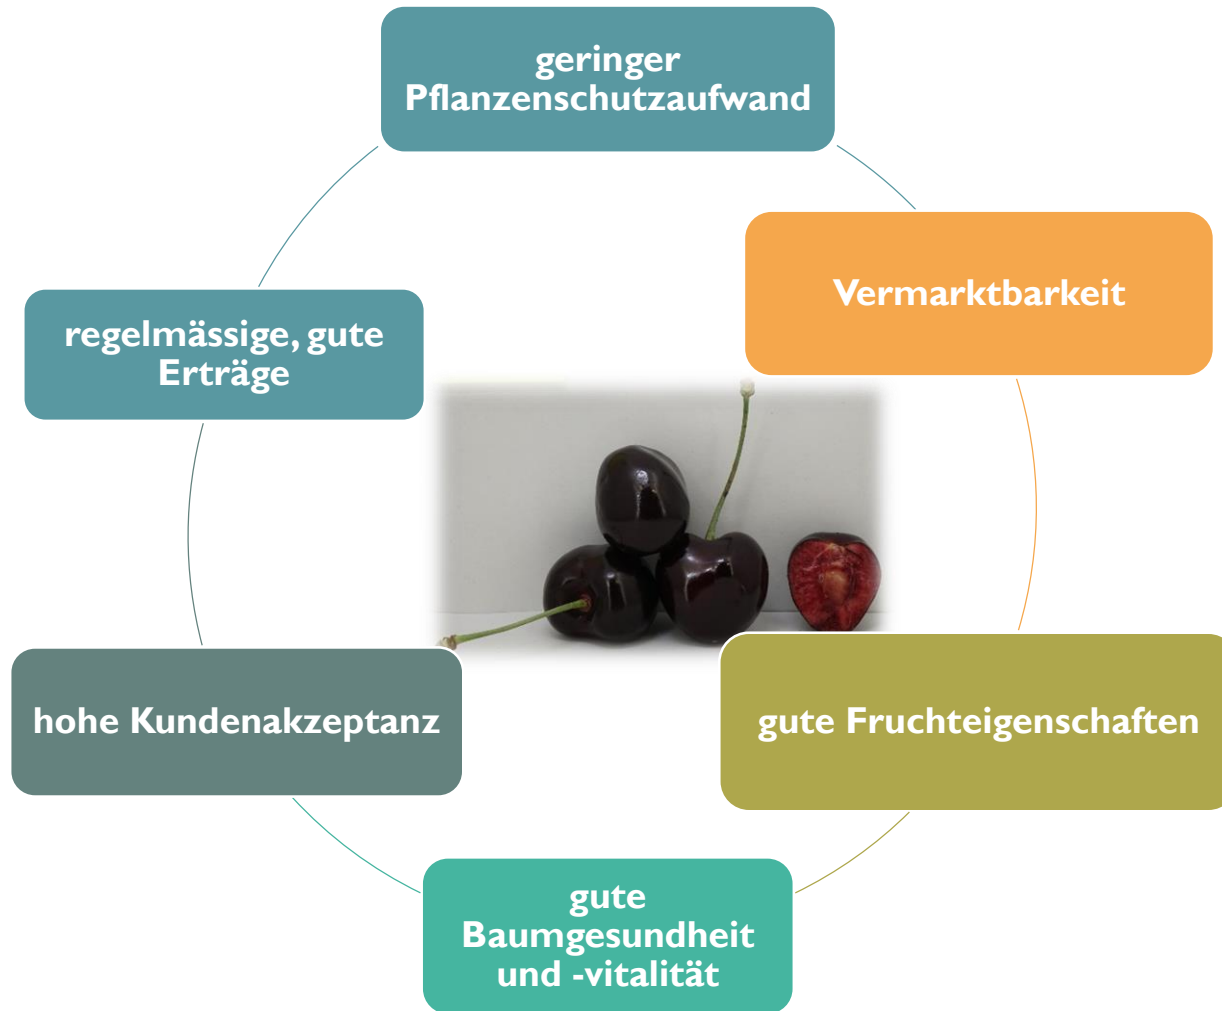 geringer
Pflanzenschutzaufwand
Vermarktbarkeit
regelmässige, gute
Erträge
hohe Kundenakzeptanz
gute Fruchteigenschaften
gute
Baumgesundheit
und -vitalität